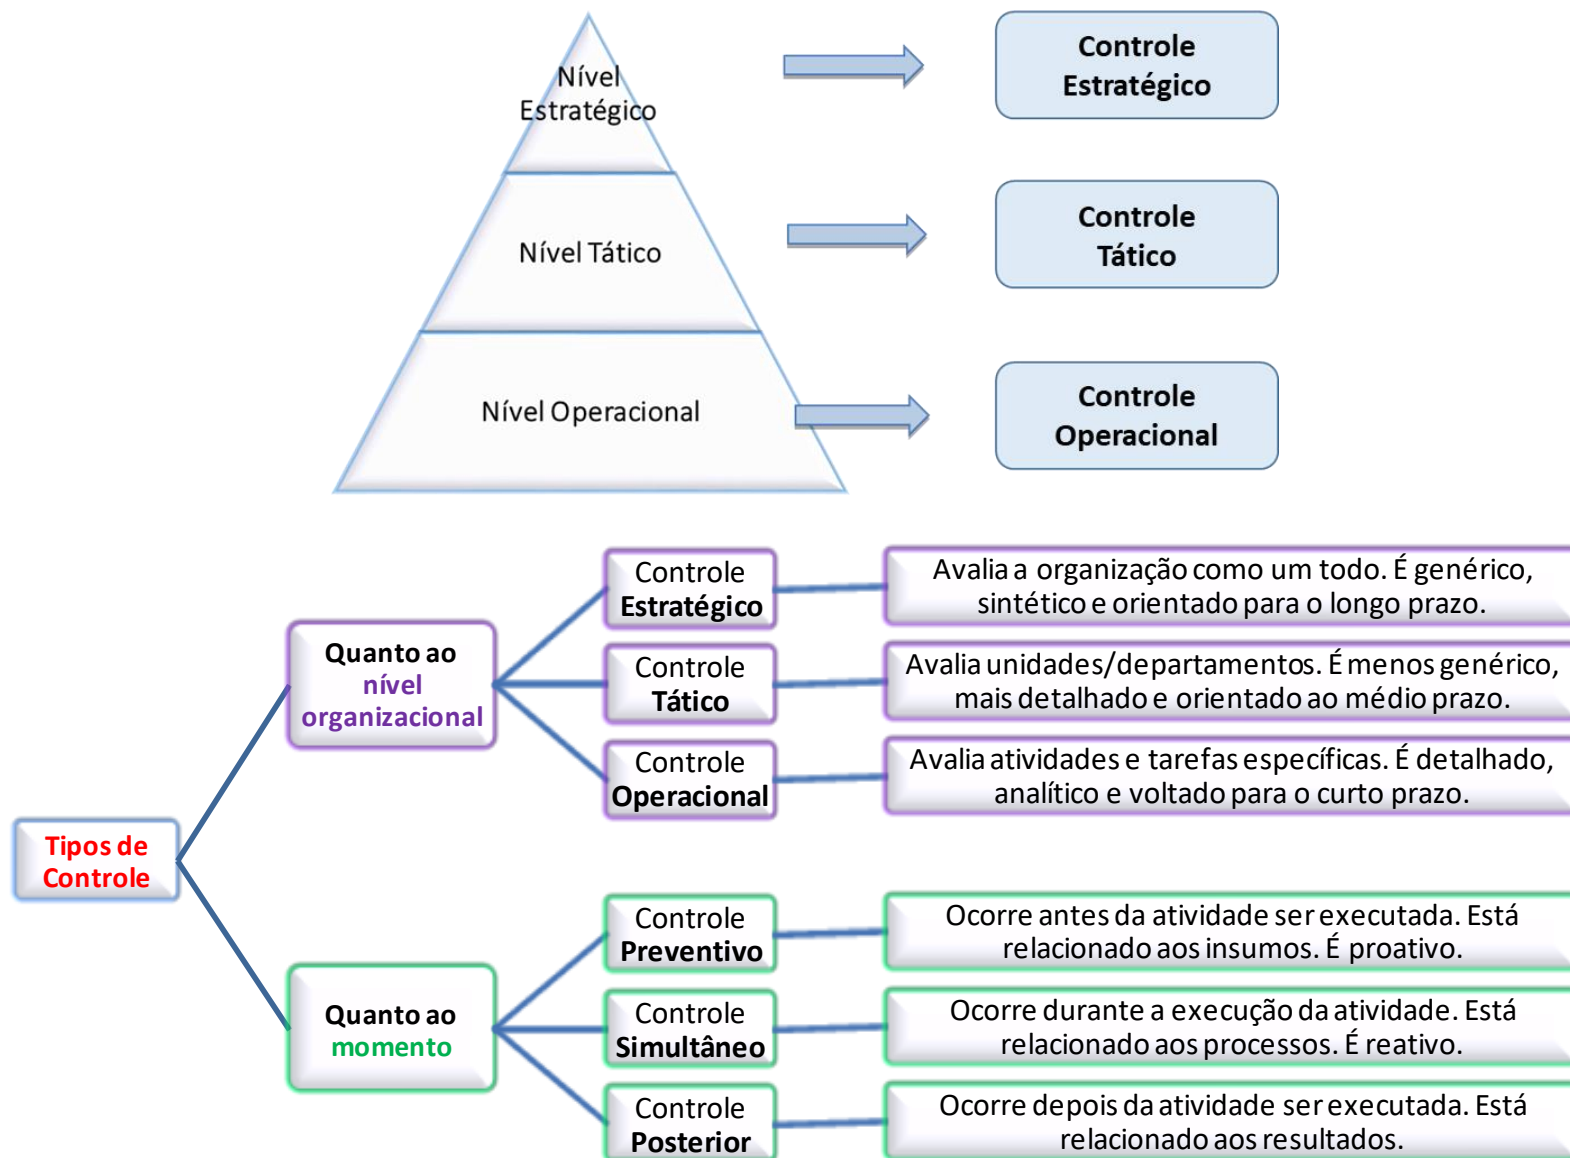 Nível
Estratégico
Controle
Estratégico
Nível Tático
Controle
Tático
Nível Operacional
Controle
Operacional
Tipos de
Controle
Quanto ao
nível
organizacional
Controle
Estratégico
Avalia a organização como um todo. É genérico,
sintético e orientado para o longo prazo.
Controle
Tático
Avalia unidades/departamentos. É menos genérico,
mais detalhado e orientado ao médio prazo.
Controle
Operacional
Avalia atividades e tarefas específicas. É detalhado,
analítico e voltado para o curto prazo.
Quanto ao
momento
Controle
Preventivo
Ocorre antes da atividade ser executada. Está
relacionado aos insumos. É proativo.
Controle
Simultâneo
Ocorre durante a execução da atividade. Está
relacionado aos processos. É reativo.
Controle
Posterior
Ocorre depois da atividade ser executada. Está
relacionado aos resultados.